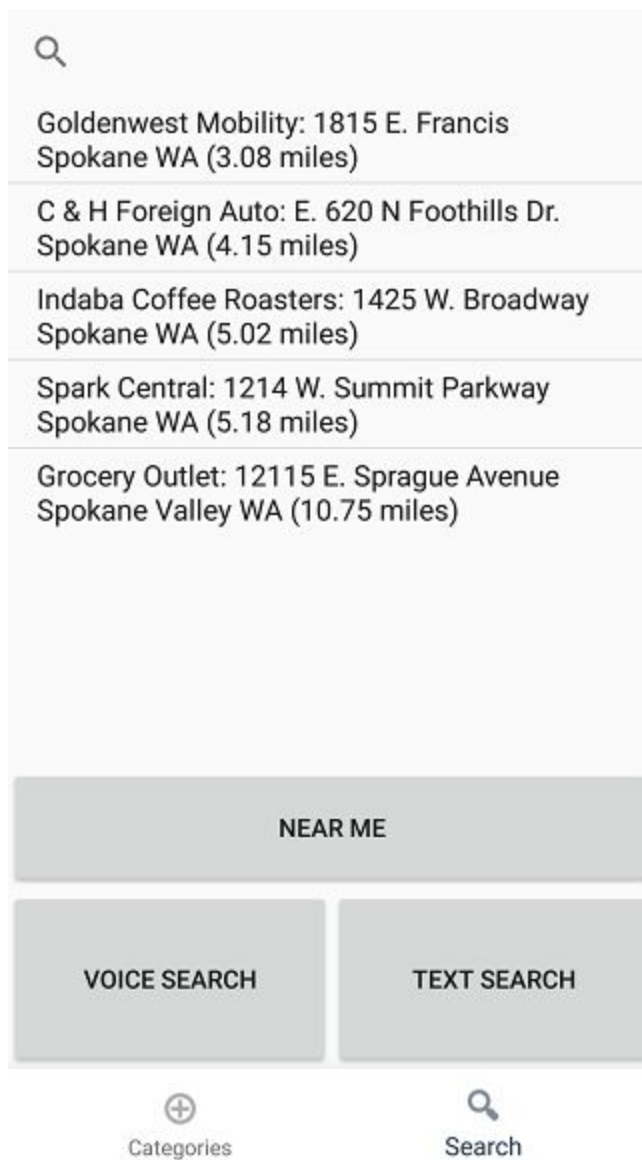 Goldenwest Mobility: 1815 E. Francis
Spokane WA (3.08 miles)
C & H Foreign Auto: E. 620 N Foothills Dr.
Spokane WA (4.15 miles)
Indaba Coffee Roasters: 1425 W. Broadway
Spokane WA (5.02 miles)
Spark Central: 1214 W. Summit Parkway
Spokane WA (5.18 miles)
Grocery Outlet: 12115 E. Sprague Avenue
Spokane Valley WA (10.75 miles)
NEAR ME
VOICE SEARCH
TEXT SEARCH
Categories
Search